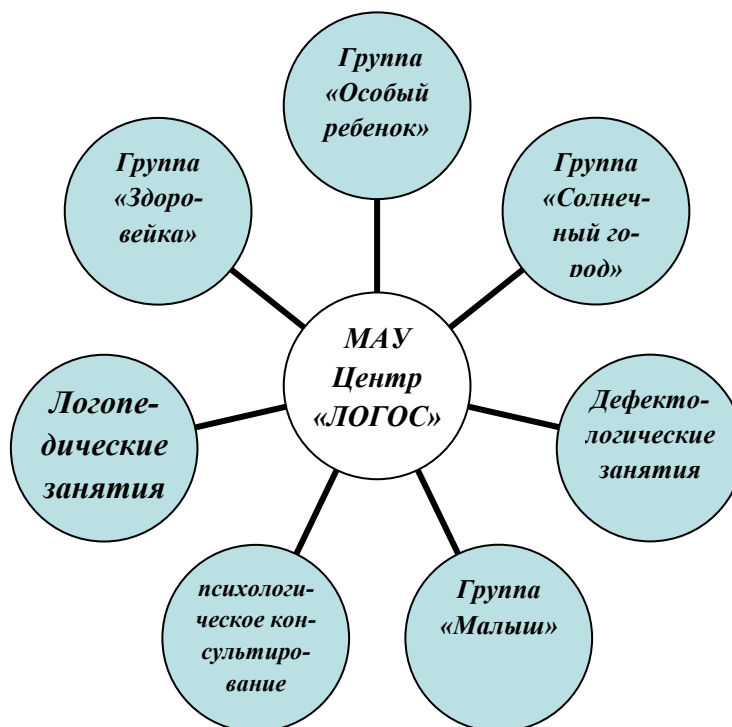 Группа
«Особый
ребенок»
Группа
«Здоро-
вейка»
Группа
«Солнеч-
ный го-
род»
МАУ
Центр
«ЛОГОС»
Логопе-
дические
занятия
Дефекто-
логические
занятия
психологи-
ческое кон-
сультиро-
вание
Группа
«Малыш»